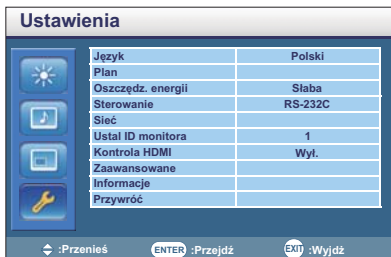 Ustawienia
Język Polski
Plan
Oszczędz. energii Słaba
Sterowanie RS-232C
Sieć
Ustal ID monitora 1
Kontrola HDMI Wył.
Zaawansowane
Informacje
Przywróć
:Przenieś ENTER :Przejdź EXIT :Wyjdź